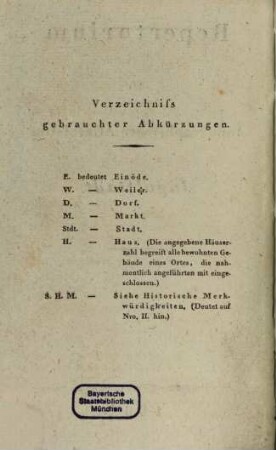 Verzeichniſs
gebrauchter Abkürzungen.
E. bedeutet Einöde.
W. — Weiler.
D. — Dorf.
M. — Markt.
Stdt. — Stadt.
H. — Haus, (Die angegebene Häuser-
zahl begreift alle bewohnten Ge-
bäude eines Ortes, die nah-
mentlich angeführten mit einge-
schlossen.)
S. H. M. — Siehe Historische Merk-
würdigkeiten, (Deutet auf
Nro. II. hin.)
Bayerische
Staatsbibliothek
München